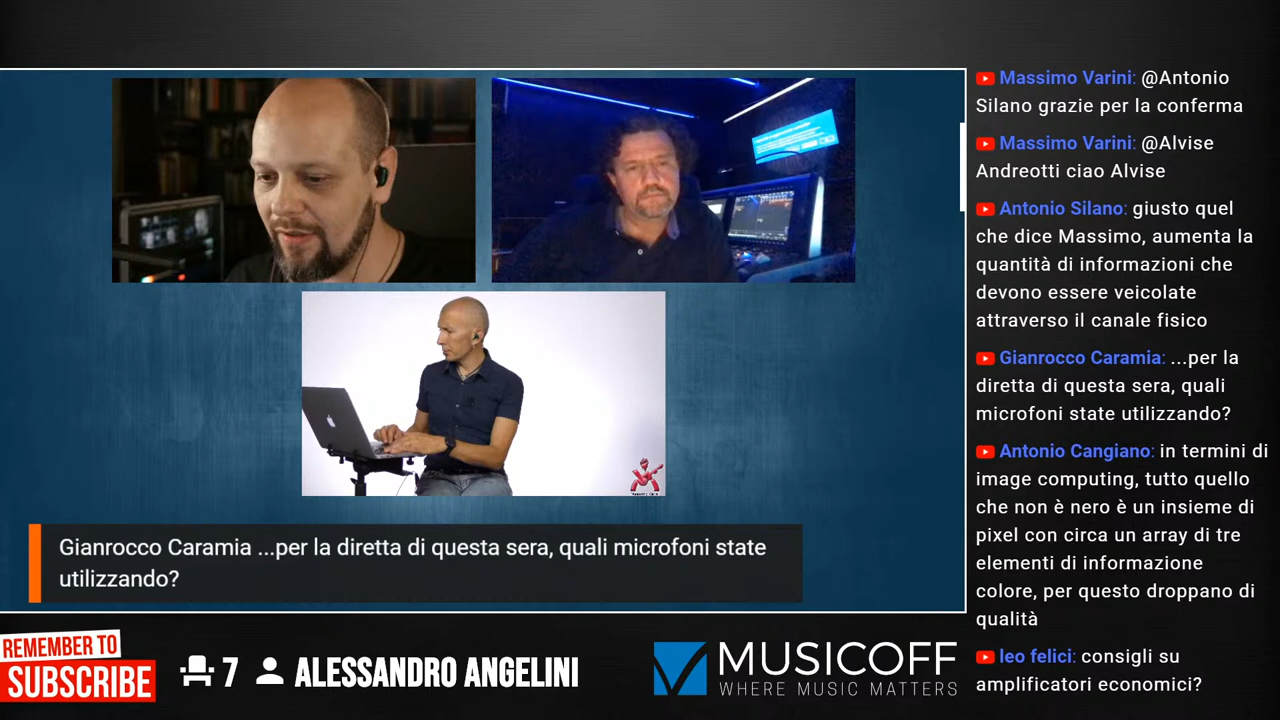 Massimo Varini: @Antonio
Silano grazie per la conferma
Massimo Varini: @Alvise
Andreotti ciao Alvise
Antonio Silano: giusto quel
che dice Massimo, aumenta la
quantità di informazioni che
devono essere veicolate
attraverso il canale fisico
Gianrocco Caramia: ...per la
diretta di questa sera, quali
microfoni state utilizzando?
Antonio Cangiano: in termini di
image computing, tutto quello
che non è nero è un insieme di
pixel con circa un array di tre
elementi di informazione
colore, per questo droppano di
qualità
leo felici: consigli su
amplificatori economici?
Gianrocco Caramia ...per la diretta di questa sera, quali microfoni state
utilizzando?
REMEMBER TO
SUBSCRIBE
7 ALESSANDRO ANGELINI
MUSICOFF
WHERE MUSIC MATTERS